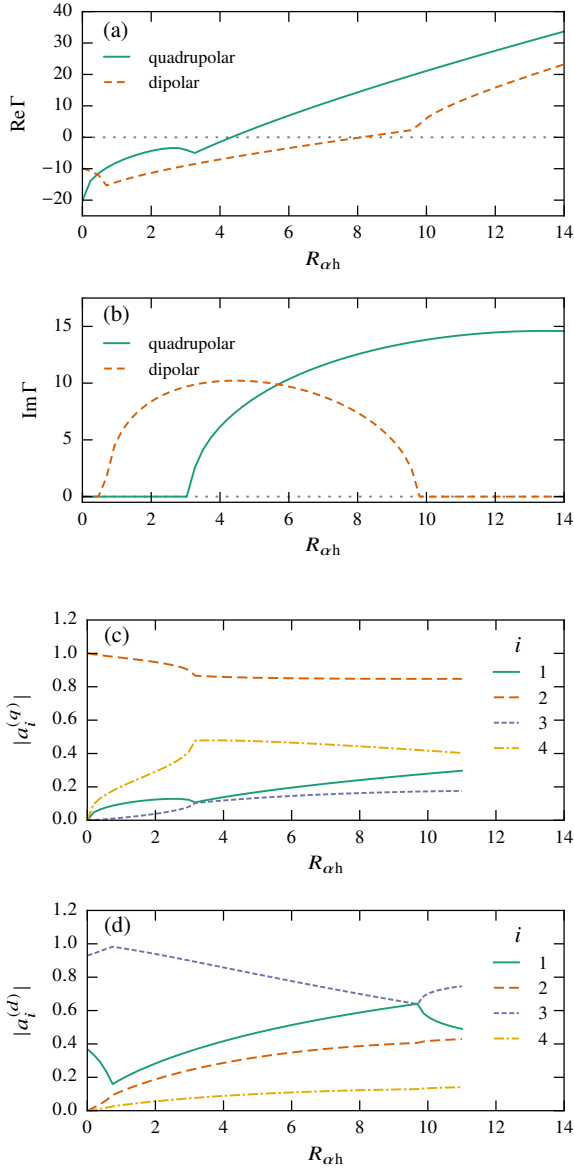 (a)
quadrupolar
dipolar
Re Γ
40
30
20
10
0
−10
−20
0 2 4 6 8 10 12 14
R_αh
(b)
quadrupolar
dipolar
Im Γ
15
10
5
0
0 2 4 6 8 10 12 14
R_αh
(c)
i
1
2
3
4
|a_i^(q)|
1.2
1.0
0.8
0.6
0.4
0.2
0.0
0 2 4 6 8 10 12 14
R_αh
(d)
i
1
2
3
4
|a_i^(d)|
1.2
1.0
0.8
0.6
0.4
0.2
0.0
0 2 4 6 8 10 12 14
R_αh